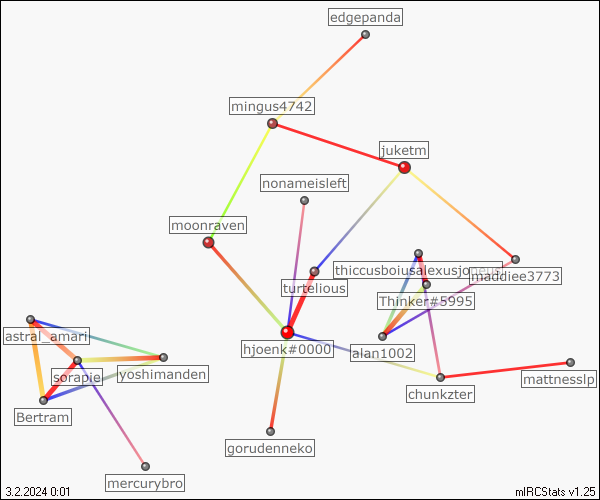 edgepanda
mingus4742
juketm
nonameisleft
moonraven
thiccusboiusalexusjo
maddiee3773
turtelious
Thinker#5995
astral_amari
hjoenk#0000
alan1002
sorapie
yoshimanden
chunkzter
mattnesslp
Bertram
gorudenneko
mercurybro
3.2.2024 0:01
mIRCStats v1.25